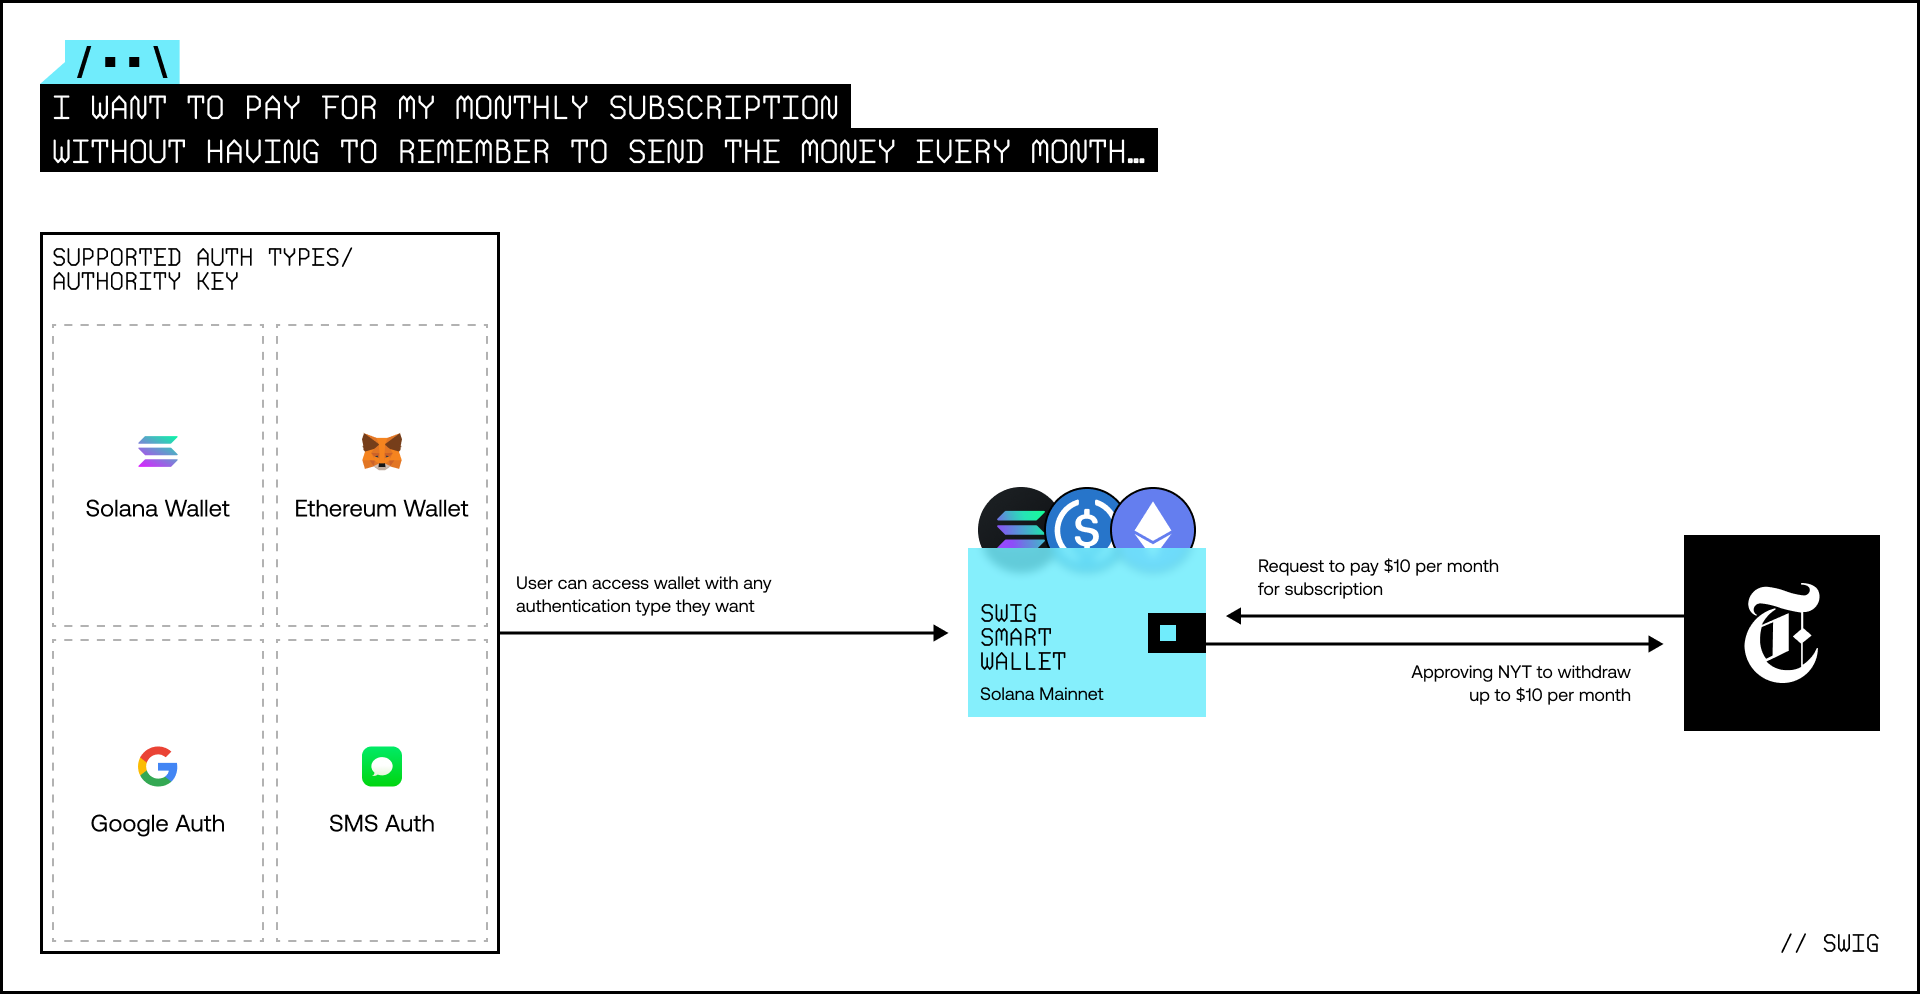 /▪▪\
I WANT TO PAY FOR MY MONTHLY SUBSCRIPTION
WITHOUT HAVING TO REMEMBER TO SEND THE MONEY EVERY MONTH…
SUPPORTED AUTH TYPES/
AUTHORITY KEY
Solana Wallet
Ethereum Wallet
Google Auth
SMS Auth
User can access wallet with any
authentication type they want
SWIG
SMART
WALLET
Solana Mainnet
Request to pay $10 per month
for subscription
Approving NYT to withdraw
up to $10 per month
// SWIG